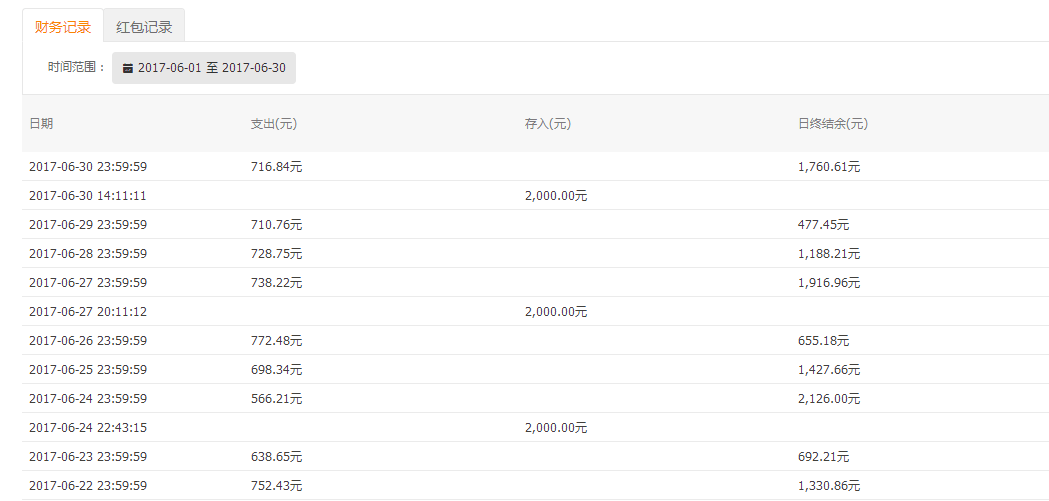 财务记录 红包记录
时间范围： 2017-06-01 至 2017-06-30
日期 支出(元) 存入(元) 日终结余(元)
2017-06-30 23:59:59 716.84元 1,760.61元
2017-06-30 14:11:11 2,000.00元
2017-06-29 23:59:59 710.76元 477.45元
2017-06-28 23:59:59 728.75元 1,188.21元
2017-06-27 23:59:59 738.22元 1,916.96元
2017-06-27 20:11:12 2,000.00元
2017-06-26 23:59:59 772.48元 655.18元
2017-06-25 23:59:59 698.34元 1,427.66元
2017-06-24 23:59:59 566.21元 2,126.00元
2017-06-24 22:43:15 2,000.00元
2017-06-23 23:59:59 638.65元 692.21元
2017-06-22 23:59:59 752.43元 1,330.86元